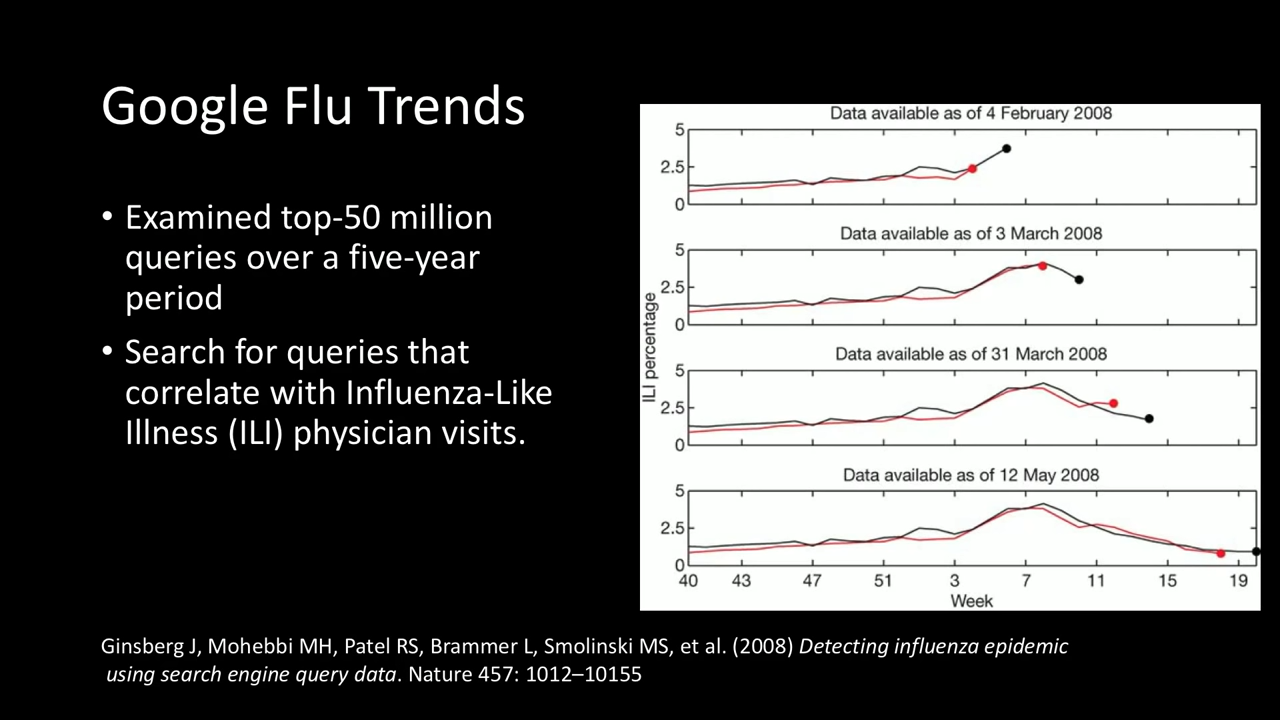 Google Flu Trends
• Examined top-50 million
queries over a five-year
period
• Search for queries that
correlate with Influenza-Like
Illness (ILI) physician visits.
Data available as of 4 February 2008
5
2.5
0
Data available as of 3 March 2008
5
2.5
0
ILI percentage
Data available as of 31 March 2008
5
2.5
0
Data available as of 12 May 2008
5
2.5
0
40 43 47 51 3 7 11 15 19
Week
Ginsberg J, Mohebbi MH, Patel RS, Brammer L, Smolinski MS, et al. (2008) Detecting influenza epidemic
using search engine query data. Nature 457: 1012–10155